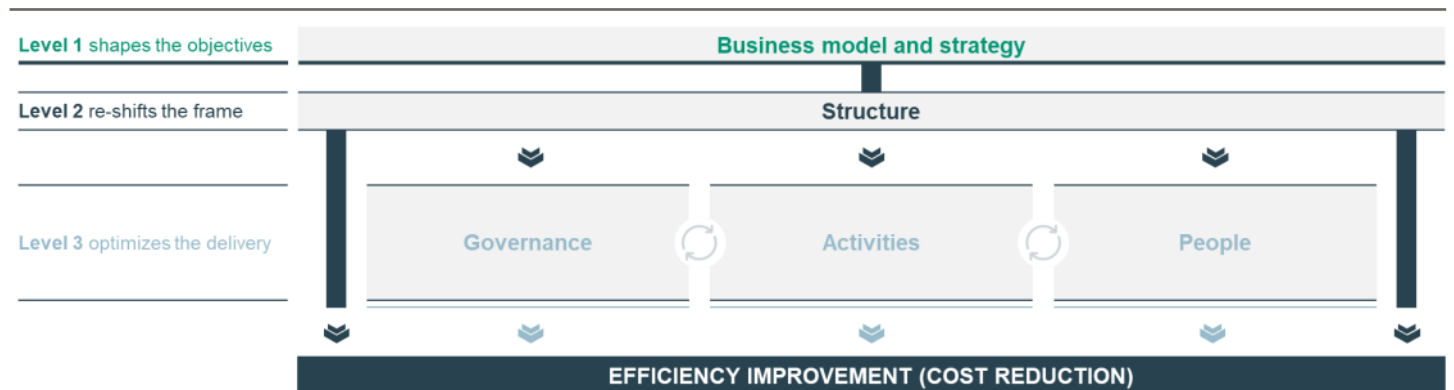 Level 1 shapes the objectives
Business model and strategy
Level 2 re-shifts the frame
Structure
Level 3 optimizes the delivery
Governance
Activities
People
EFFICIENCY IMPROVEMENT (COST REDUCTION)